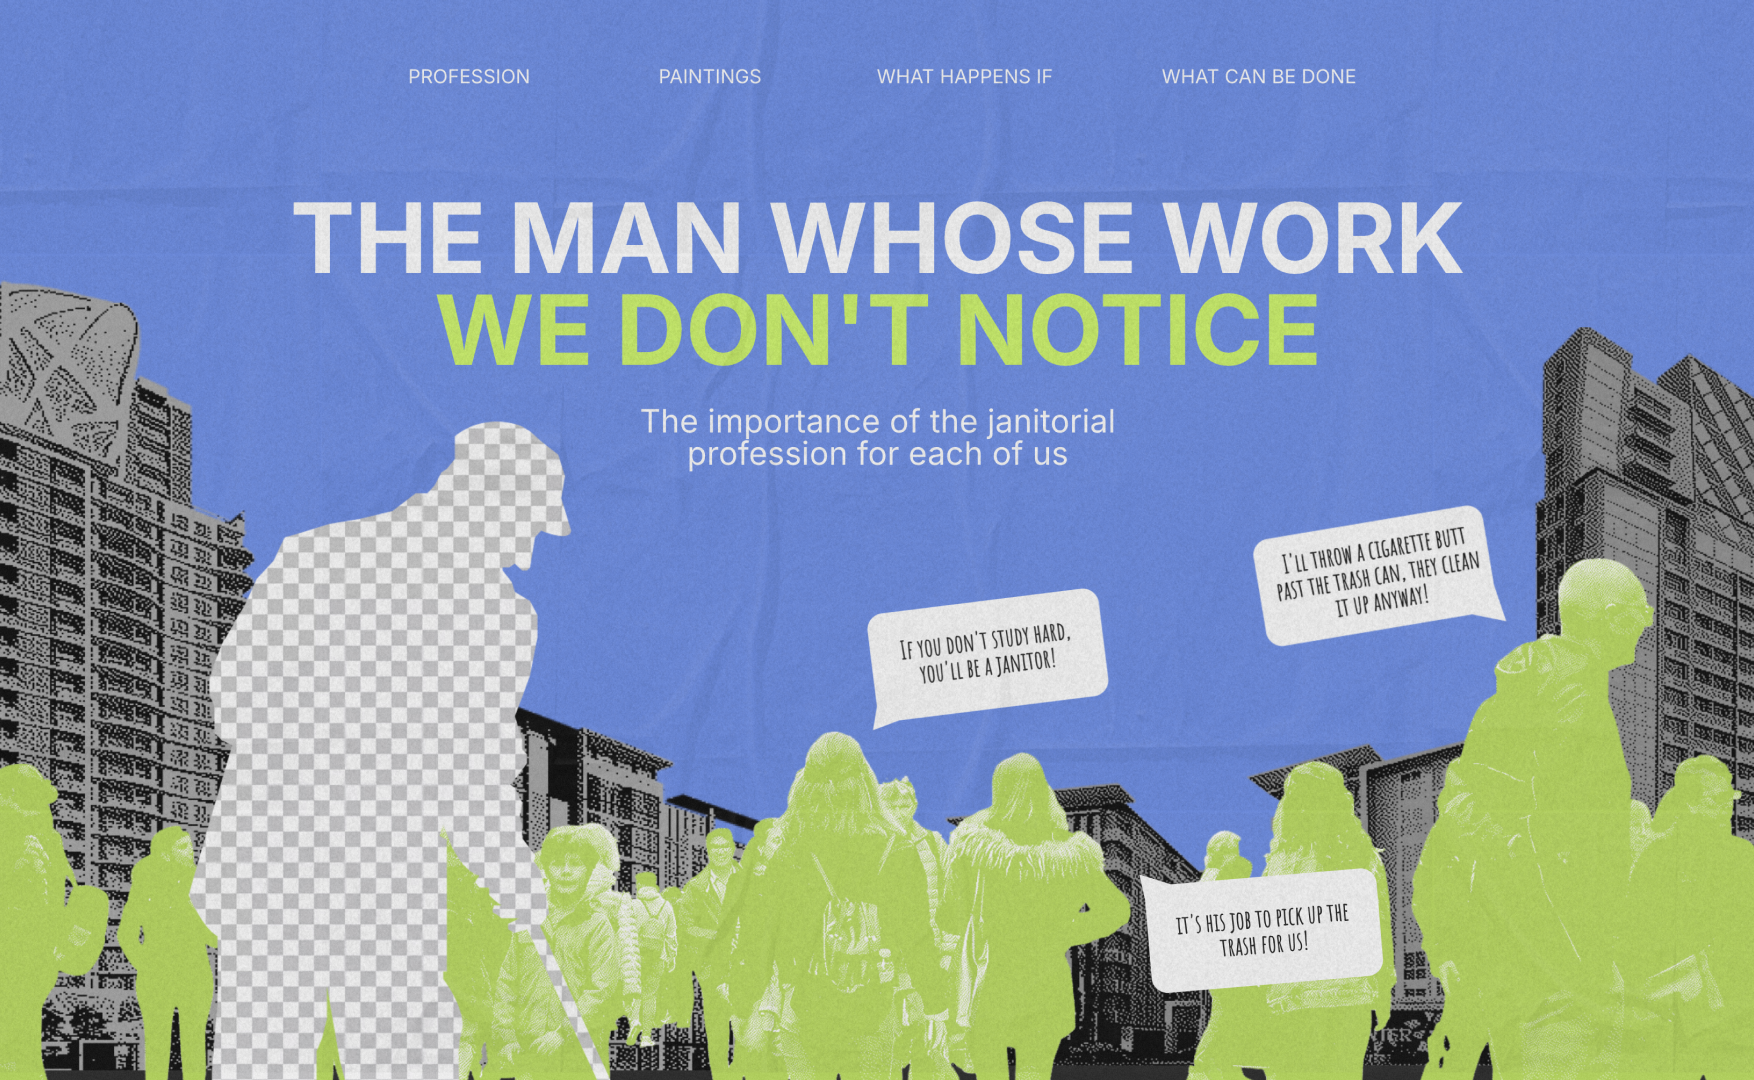 PROFESSION
PAINTINGS
WHAT HAPPENS IF
WHAT CAN BE DONE
THE MAN WHOSE WORK
WE DON'T NOTICE
The importance of the janitorial
profession for each of us
I'LL THROW A CIGARETTE BUTT
PAST THE TRASH CAN, THEY CLEAN
IT UP ANYWAY!
IF YOU DON'T STUDY HARD,
YOU'LL BE A JANITOR!
IT'S HIS JOB TO PICK UP THE
TRASH FOR US!